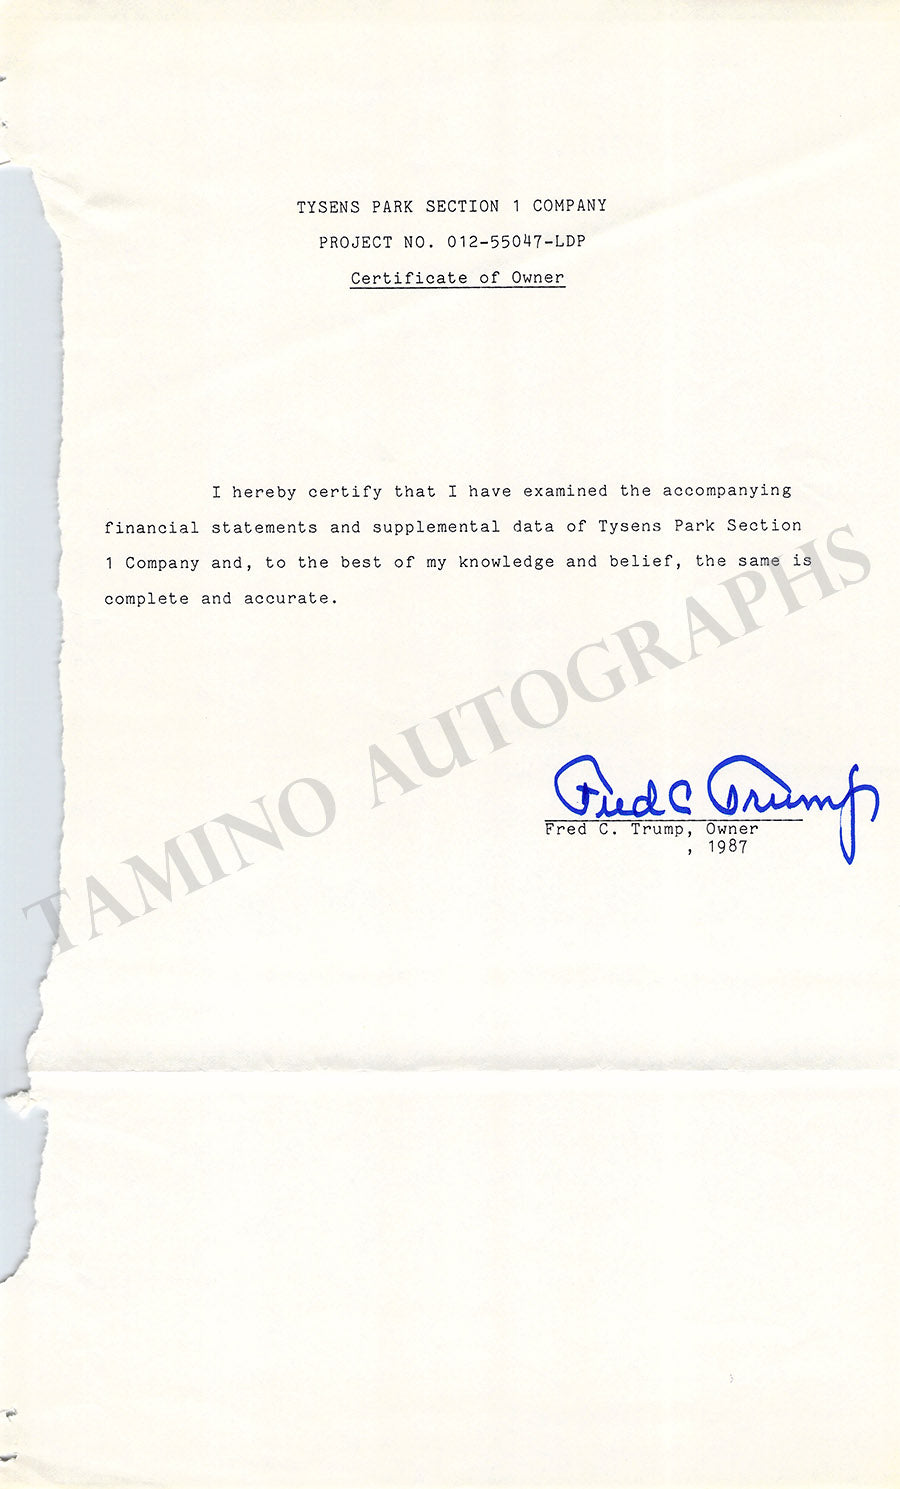 TYSENS PARK SECTION 1 COMPANY
PROJECT NO. 012-55047-LDP
Certificate of Owner
I hereby certify that I have examined the accompanying
financial statements and supplemental data of Tysens Park Section
1 Company and, to the best of my knowledge and belief, the same is
complete and accurate.
TAMINO AUTOGRAPHS
Fred C Trump
Fred C. Trump, Owner
, 1987